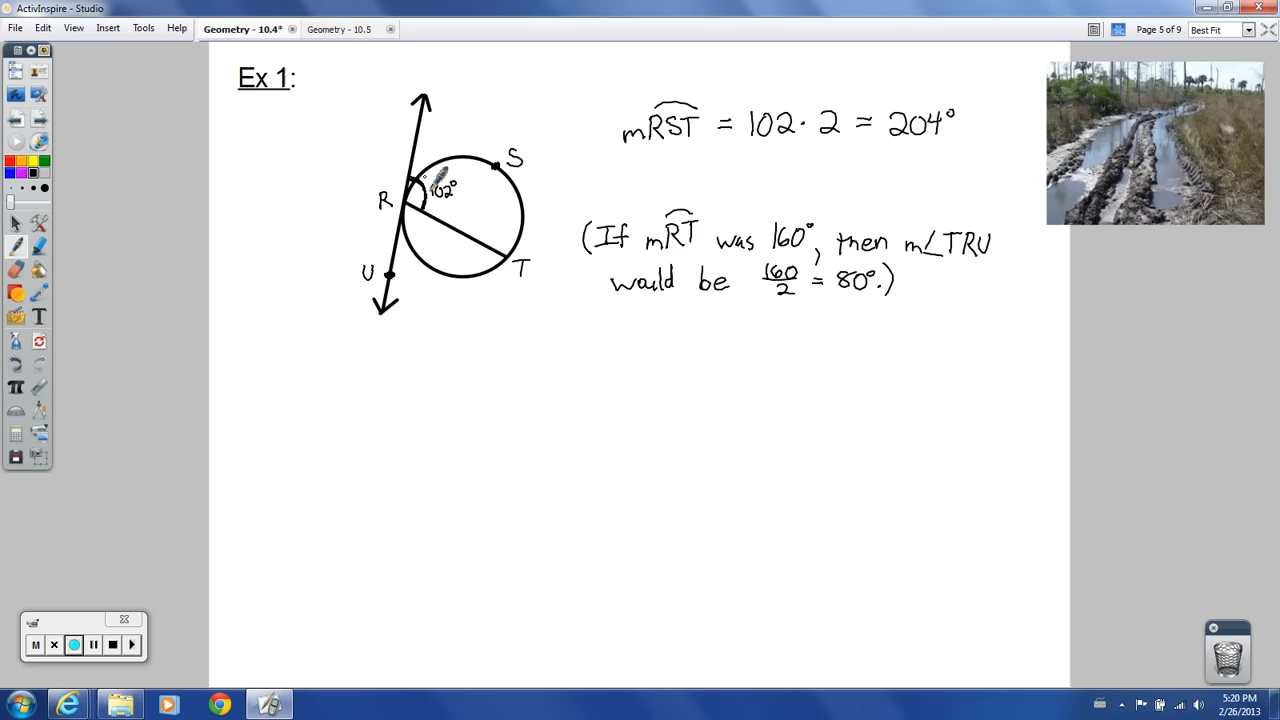 ActivInspire - Studio
File Edit View Insert Tools Help
Geometry - 10.4* Geometry - 10.5
Page 5 of 9 Best Fit
Ex 1:
mRST = 102 · 2 = 204°
S
102°
R
U
T
(If mRT was 160°, then m∠TRU
would be 160/2 = 80°.)
M
5:20 PM
2/26/2013